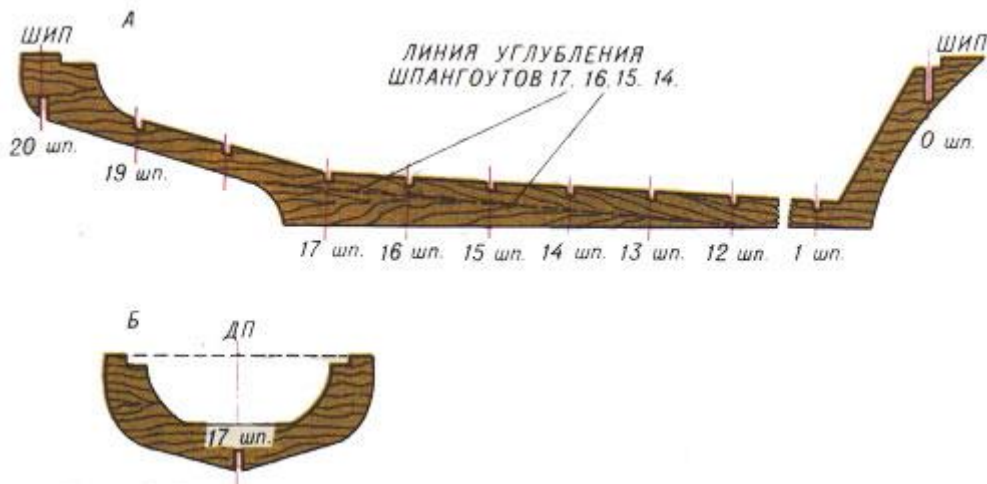 А
ШИП
ЛИНИЯ УГЛУБЛЕНИЯ
ШПАНГОУТОВ 17. 16. 15. 14.
ШИП
20 шп.
19 шп.
0 шп.
17 шп. 16 шп. 15 шп. 14 шп. 13 шп. 12 шп. 1 шп.
Б
ДП
17 шп.